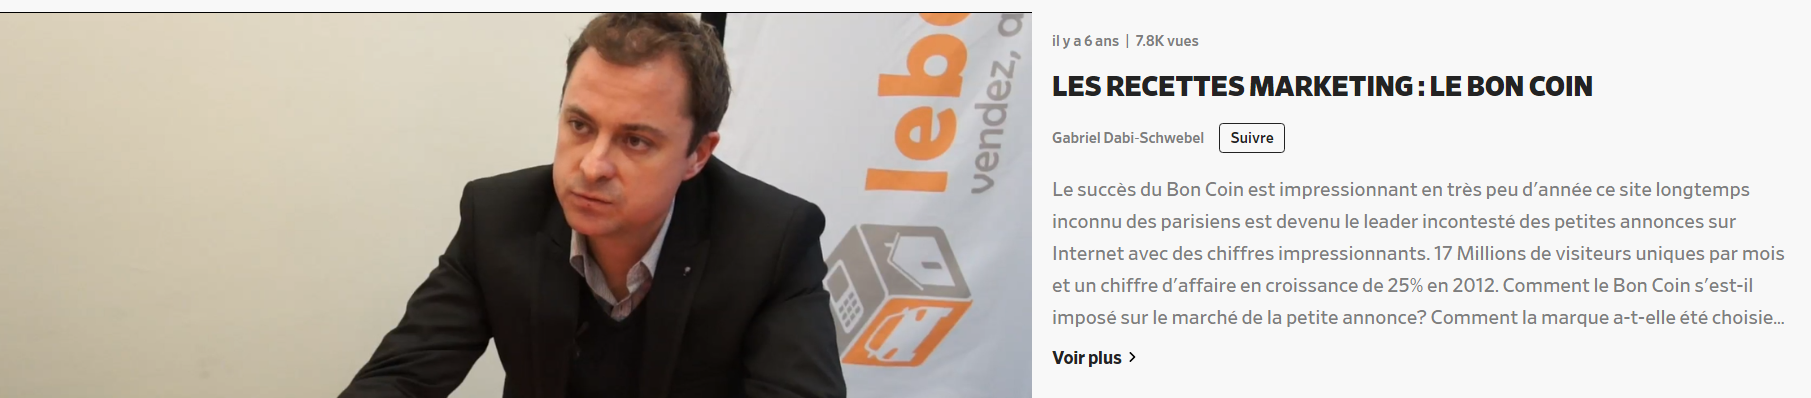 lebo
vendez, a
il y a 6 ans | 7.8K vues
LES RECETTES MARKETING : LE BON COIN
Gabriel Dabi-Schwebel Suivre
Le succès du Bon Coin est impressionnant en très peu d'année ce site longtemps
inconnu des parisiens est devenu le leader incontesté des petites annonces sur
Internet avec des chiffres impressionnants. 17 Millions de visiteurs uniques par mois
et un chiffre d'affaire en croissance de 25% en 2012. Comment le Bon Coin s'est-il
imposé sur le marché de la petite annonce? Comment la marque a-t-elle été choisie...
Voir plus >